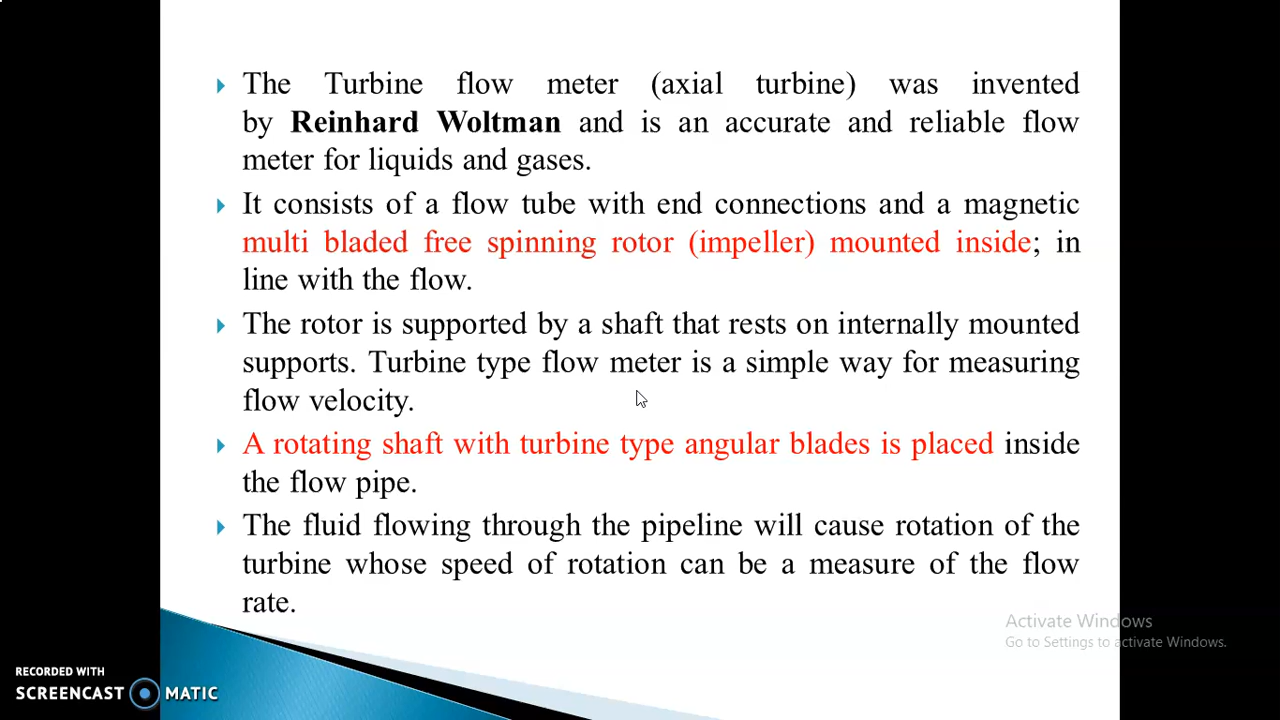 The Turbine flow meter (axial turbine) was invented
by Reinhard Woltman and is an accurate and reliable flow
meter for liquids and gases.
It consists of a flow tube with end connections and a magnetic
multi bladed free spinning rotor (impeller) mounted inside; in
line with the flow.
The rotor is supported by a shaft that rests on internally mounted
supports. Turbine type flow meter is a simple way for measuring
flow velocity.
A rotating shaft with turbine type angular blades is placed inside
the flow pipe.
The fluid flowing through the pipeline will cause rotation of the
turbine whose speed of rotation can be a measure of the flow
rate.
Activate Windows
Go to Settings to activate Windows.
RECORDED WITH
SCREENCAST MATIC